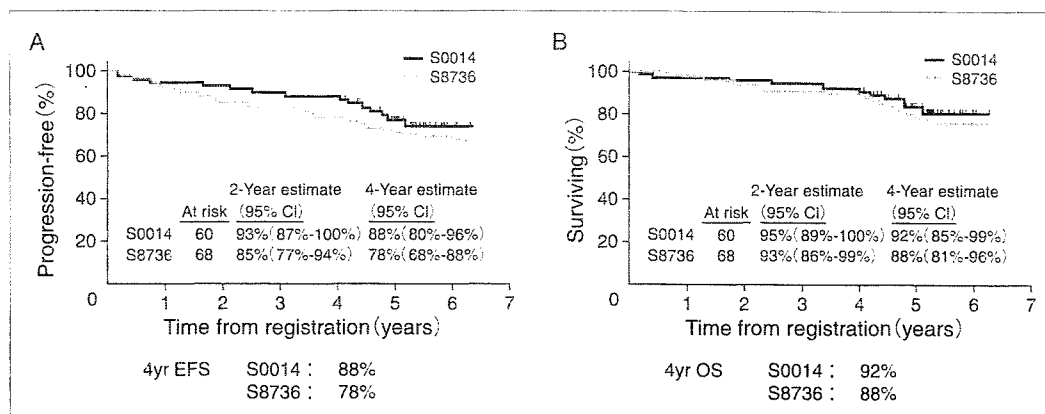 A
S0014
S8736
100
80
60
40
20
0
Progression-free (%)
2-Year estimate 4-Year estimate
At risk (95% CI) (95% CI)
S0014 60 93%(87%-100%) 88%(80%-96%)
S8736 68 85%(77%-94%) 78%(68%-88%)
1 2 3 4 5 6 7
Time from registration (years)
4yr EFS S0014 : 88%
S8736 : 78%
B
S0014
S8736
100
80
60
40
20
0
Surviving (%)
2-Year estimate 4-Year estimate
At risk (95% CI) (95% CI)
S0014 60 95%(89%-100%) 92%(85%-99%)
S8736 68 93%(86%-99%) 88%(81%-96%)
1 2 3 4 5 6 7
Time from registration (years)
4yr OS S0014 : 92%
S8736 : 88%